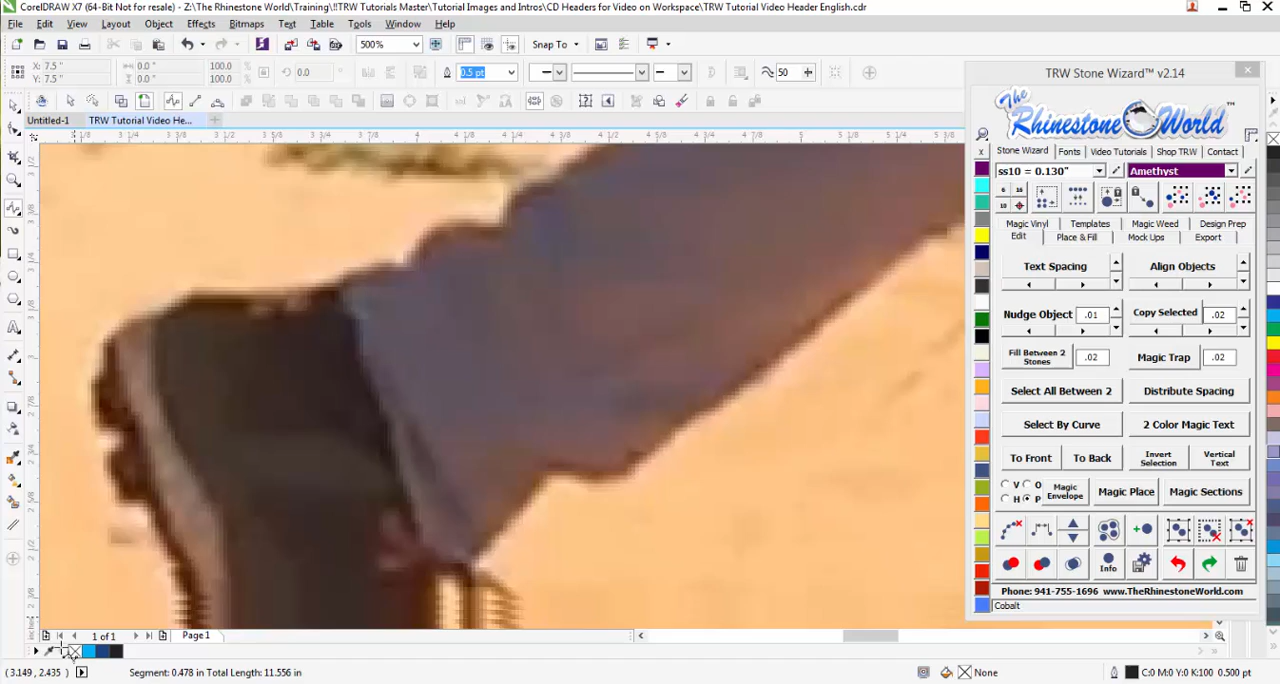 CorelDRAW X7 (64-Bit Not for resale) - Z:\The Rhinestone World\Training\!!TRW Tutorials Master\Tutorial Images and Intros\CD Headers for Video on Workspace\TRW Tutorial Video Header English.cdr
File Edit View Layout Object Effects Bitmaps Text Table Tools Window Help
500% Snap To
X: 7.5 " 0.0 " 100.0
Y: 7.5 " 0.0 " 100.0 0.0 0.5 pt 50
Untitled-1 TRW Tutorial Video He...
TRW Stone Wizard™ v2.14
The Rhinestone World™
x Stone Wizard Fonts Video Tutorials Shop TRW Contact
ss10 = 0.130" Amethyst
Magic Vinyl Templates Magic Weed Design Prep
Edit Place & Fill Mock Ups Export
Text Spacing Align Objects
Nudge Object .01 Copy Selected .02
Fill Between 2 Stones .02 Magic Trap .02
Select All Between 2 Distribute Spacing
Select By Curve 2 Color Magic Text
To Front To Back Invert Selection Vertical Text
V O H P Magic Envelope Magic Place Magic Sections
Info
Phone: 941-755-1696 www.TheRhinestoneWorld.com
Cobalt
1 of 1 Page 1
(3.149, 2.435 ) Segment: 0.478 in Total Length: 11.556 in None C:0 M:0 Y:0 K:100 0.500 pt